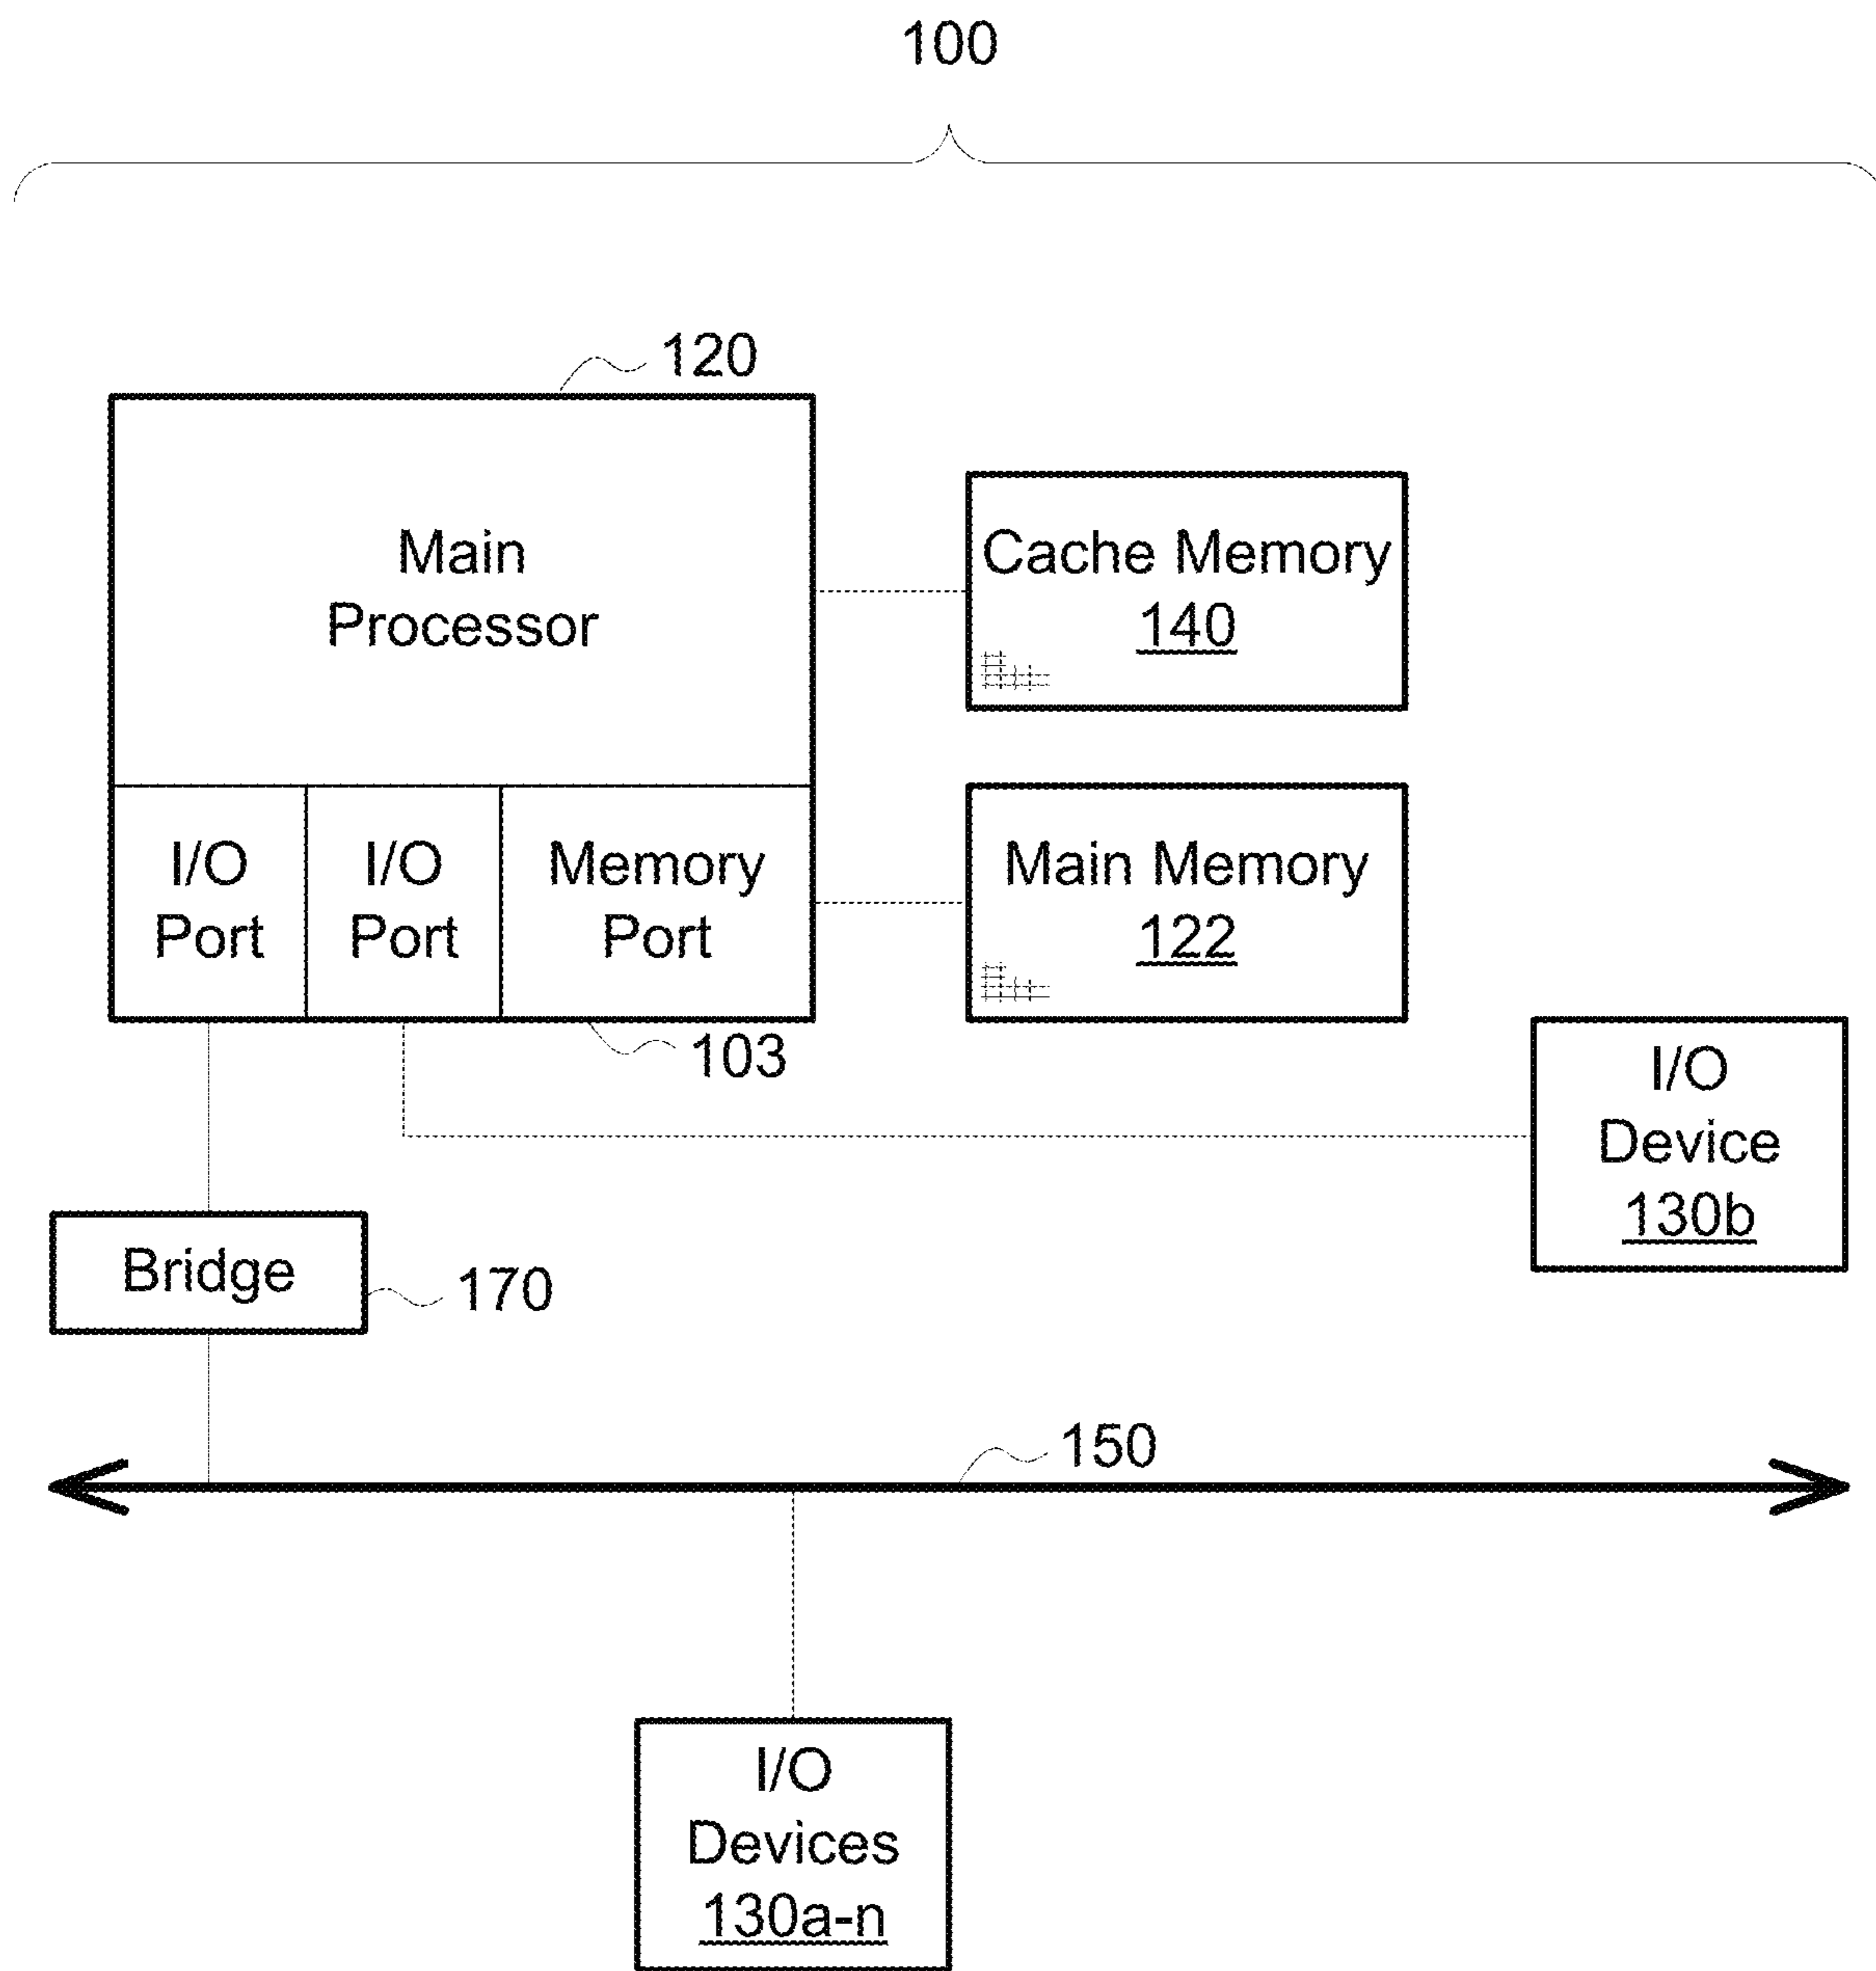 100
120
Main
Processor
Cache Memory
140
I/O
Port
I/O
Port
Memory
Port
Main Memory
122
103
I/O
Device
130b
Bridge
170
150
I/O
Devices
130a-n